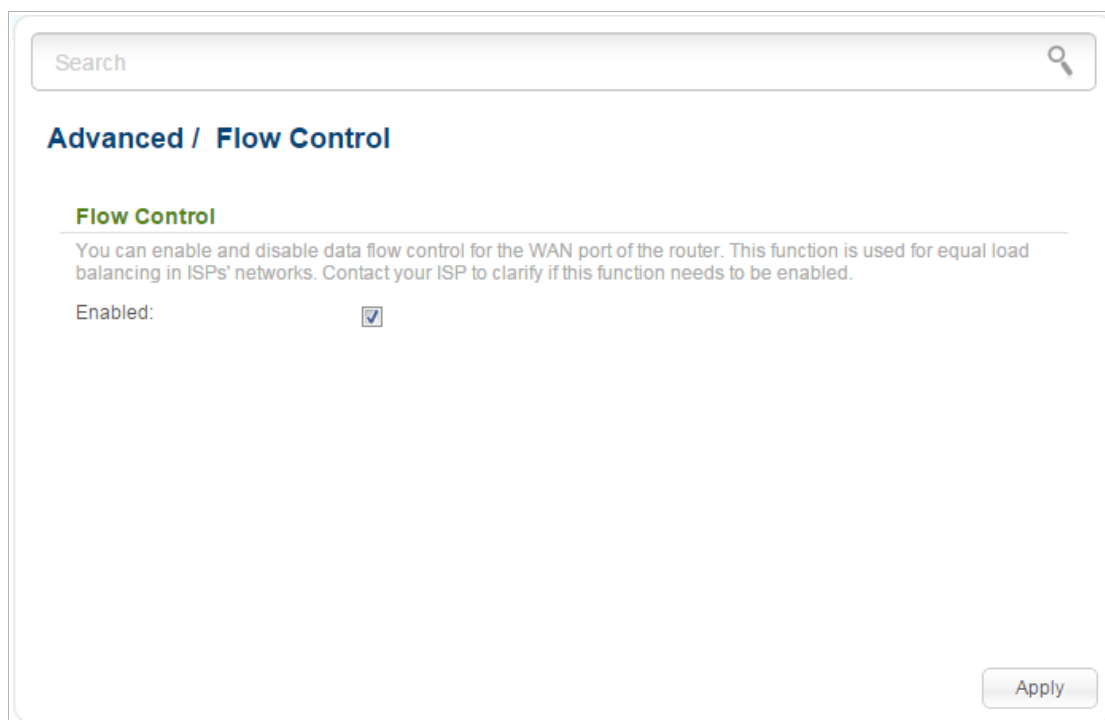 Search
Advanced / Flow Control
Flow Control
You can enable and disable data flow control for the WAN port of the router. This function is used for equal load
balancing in ISPs' networks. Contact your ISP to clarify if this function needs to be enabled.
Enabled:
Apply